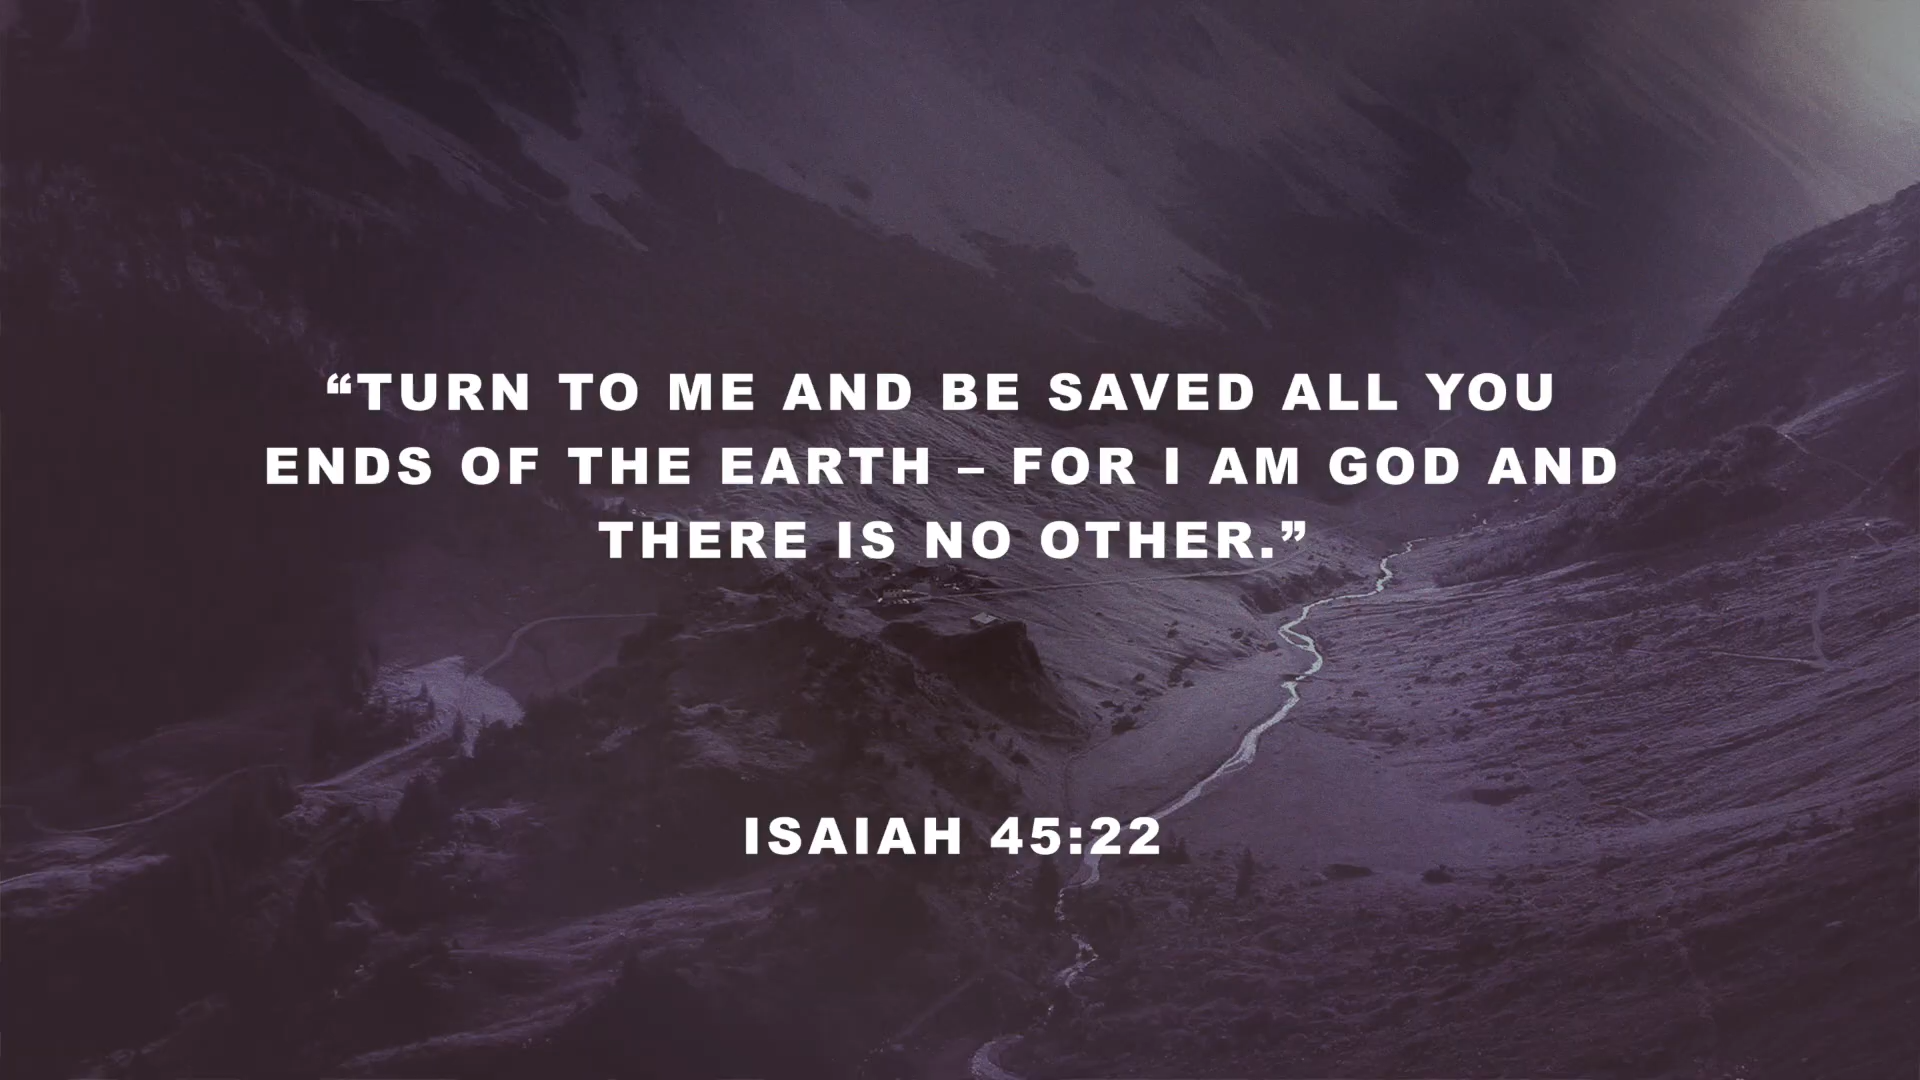 “TURN TO ME AND BE SAVED ALL YOU
ENDS OF THE EARTH – FOR I AM GOD AND
THERE IS NO OTHER.”
ISAIAH 45:22